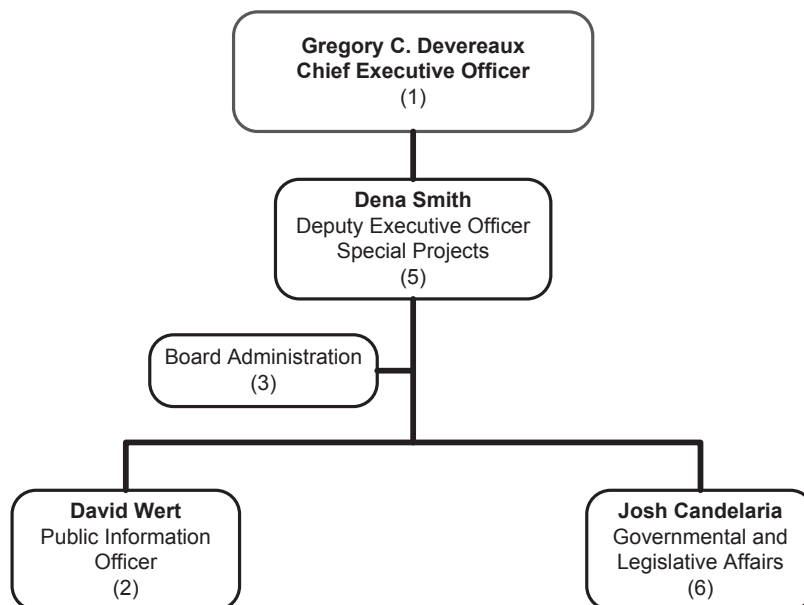 Gregory C. Devereaux
Chief Executive Officer
(1)
Dena Smith
Deputy Executive Officer
Special Projects
(5)
Board Administration
(3)
David Wert
Public Information
Officer
(2)
Josh Candelaria
Governmental and
Legislative Affairs
(6)